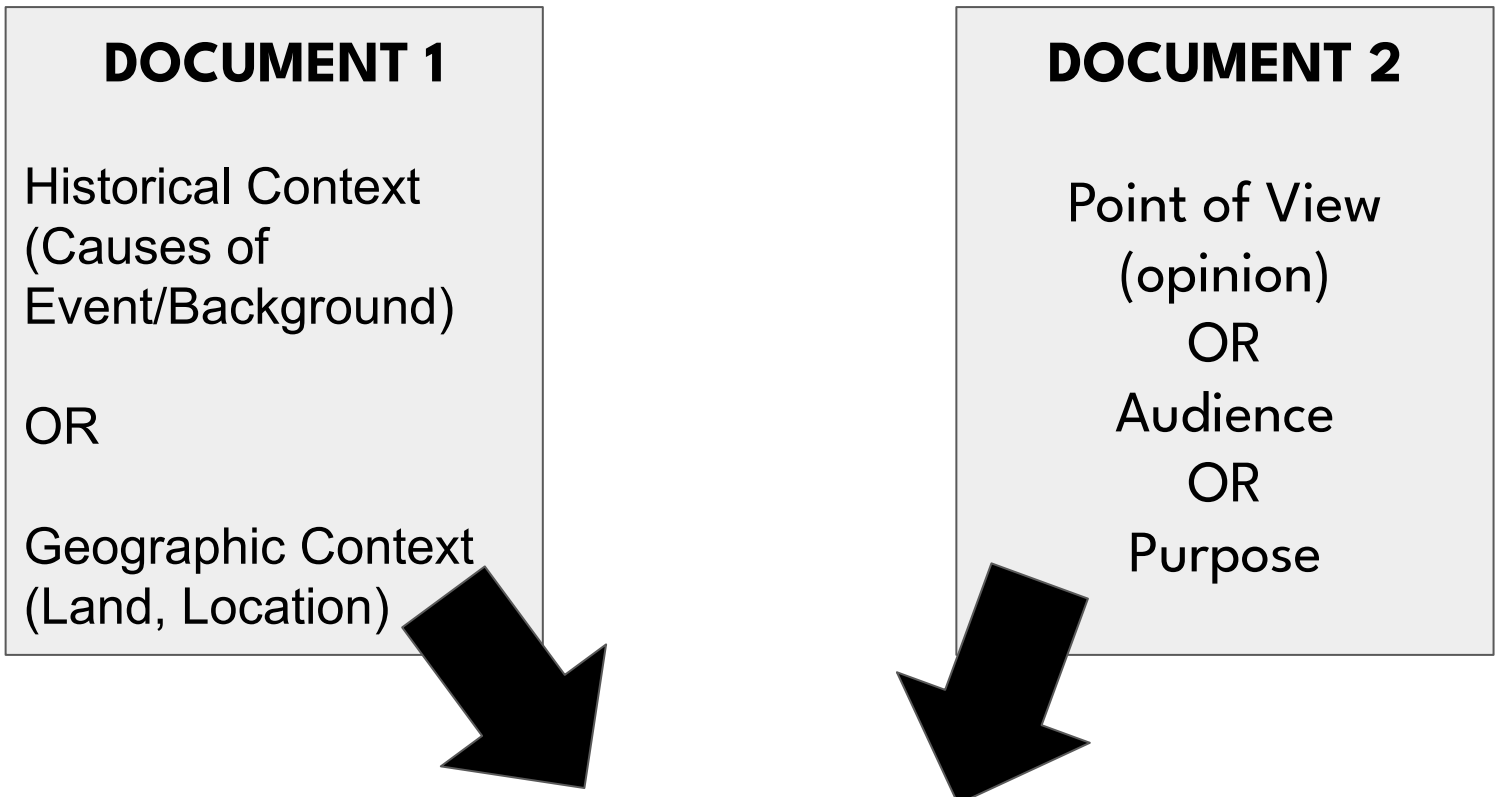 DOCUMENT 1
Historical Context
(Causes of
Event/Background)
OR
Geographic Context
(Land, Location)
DOCUMENT 2
Point of View
(opinion)
OR
Audience
OR
Purpose